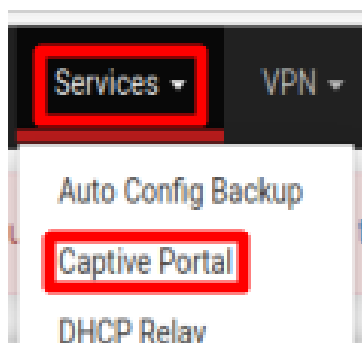 Services VPN
Auto Config Backup
Captive Portal
DHCP Relay